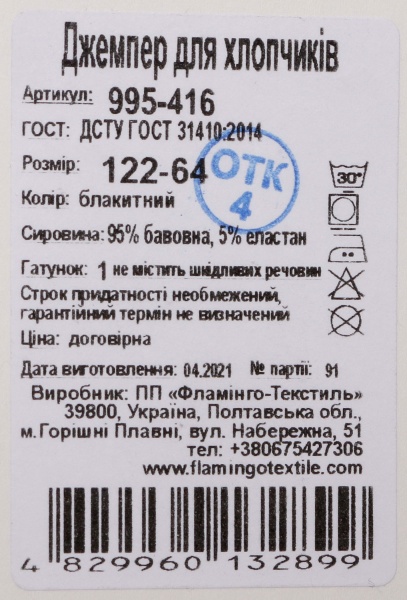 Джемпер для хлопчиків
Артикул: 995-416
ГОСТ: ДСТУ ГОСТ 31410:2014
Розмір: 122-64
ОТК
4
30°
Колір: блакитний
Сировина: 95% бавовна, 5% еластан
Гатунок: 1 не містить шкідливих речовин
Строк придатності необмежений,
гарантійний термін не визначений
Ціна: договірна
Дата виготовлення: 04.2021 № партії: 91
Виробник: ПП «Фламінго-Текстиль»
39800, Україна, Полтавська обл.,
м.Горішні Плавні, вул. Набережна, 51
тел: +380675427306
www.flamingotextile.com
4 829960 132899